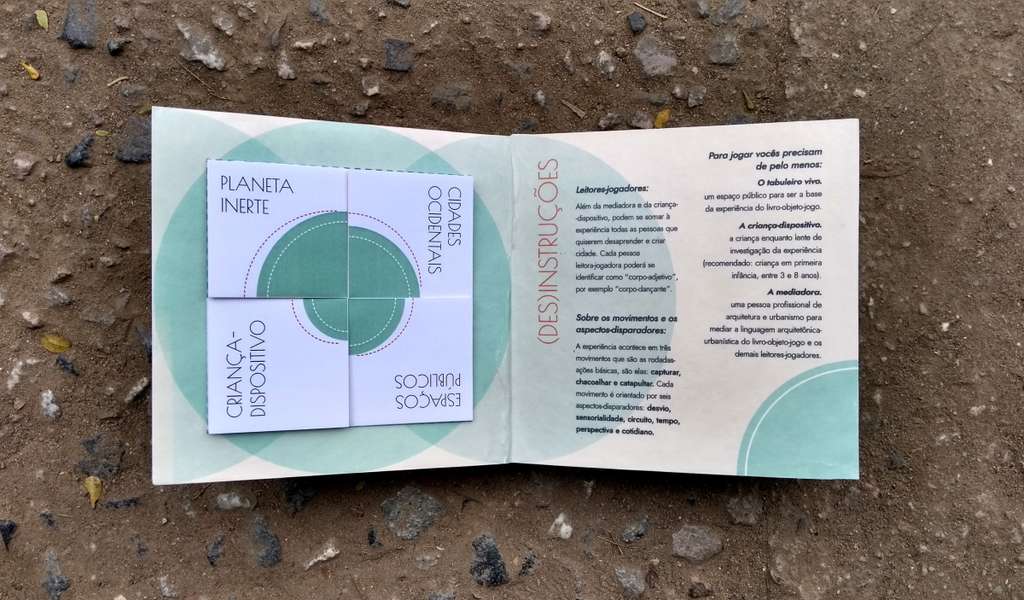 PLANETA
INERTE
CIDADES
OCIDENTAIS
CRIANÇA-
DISPOSITIVO
ESPAÇOS
PÚBLICOS
(DES)INSTRUÇÕES
Leitores-jogadores:
Além da mediadora e da criança-
-dispositivo, podem se somar à
experiência todas as pessoas que
quiserem desaprender e criar
cidade. Cada pessoa
leitora-jogadora poderá se
identificar como "corpo-adjetivo",
por exemplo "corpo-dançante".
Sobre os movimentos e os
aspectos-disparadores:
A experiência acontece em três
movimentos que são as rodadas-
ações básicas, são elas: capturar,
chacoalhar e catapultar. Cada
movimento é orientado por seis
aspectos-disparadores: desvio,
sensorialidade, circuito, tempo,
perspectiva e cotidiano.
Para jogar vocês precisam
de pelo menos:
O tabuleiro vivo.
um espaço público para ser a base
da experiência do livro-objeto-jogo.
A criança-dispositivo.
a criança enquanto lente de
investigação da experiência
(recomendado: criança em primeira
infância, entre 3 e 8 anos).
A mediadora.
uma pessoa profissional de
arquitetura e urbanismo para
mediar a linguagem arquitetônica-
urbanística do livro-objeto-jogo e os
demais leitores-jogadores.